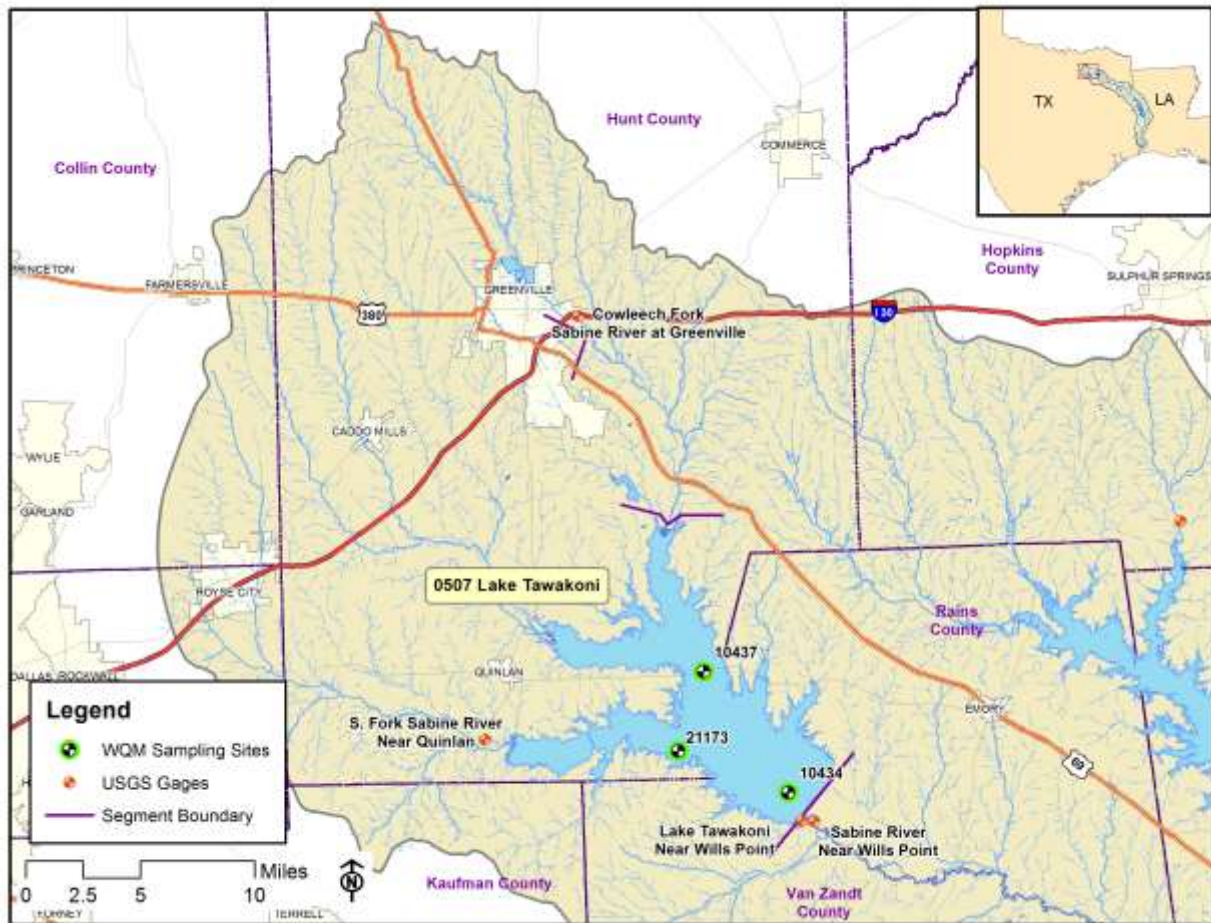 Hunt County
COMMERCE
Collin County
TX
LA
Hopkins
County
SULPHUR SPRINGS
PRINCETON
FARMERSVILLE
GREENVILLE
380
Cowleech Fork
Sabine River at Greenville
I 30
CADDO MILLS
WYLIE
GARLAND
ROYSE CITY
0507 Lake Tawakoni
Rains
County
10437
QUINLAN
DALLAS
ROCKWALL
EMORY
S. Fork Sabine River
Near Quinlan
21173
10434
69
Lake Tawakoni
Near Wills Point
Sabine River
Near Wills Point
Legend
WQM Sampling Sites
USGS Gages
Segment Boundary
0 2.5 5 10 Miles
N
Kaufman County
Van Zandt
County
FORNEY
TERRELL